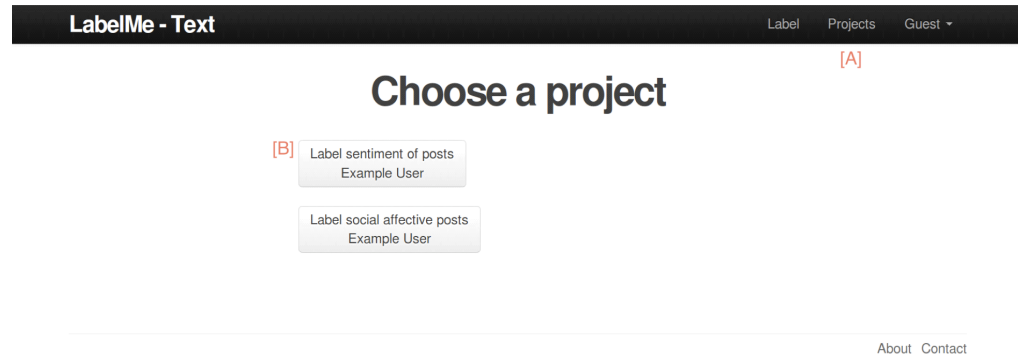 LabelMe - Text Label Projects Guest
[A]
Choose a project
[B] Label sentiment of posts
Example User
Label social affective posts
Example User
About Contact